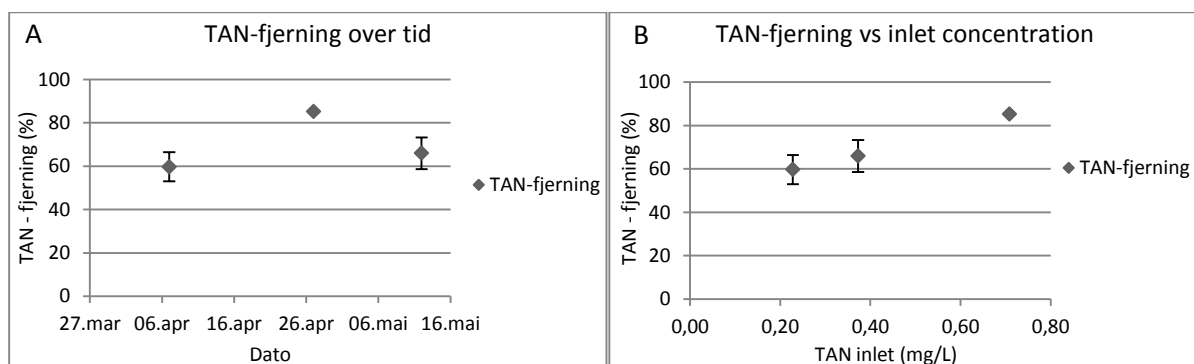 A
TAN-fjerning over tid
TAN - fjerning (%)
100
80
60
40
20
0
27.mar 06.apr 16.apr 26.apr 06.mai 16.mai
Dato
TAN-fjerning
B
TAN-fjerning vs inlet concentration
TAN - fjerning (%)
100
80
60
40
20
0
0,00 0,20 0,40 0,60 0,80
TAN inlet (mg/L)
TAN-fjerning